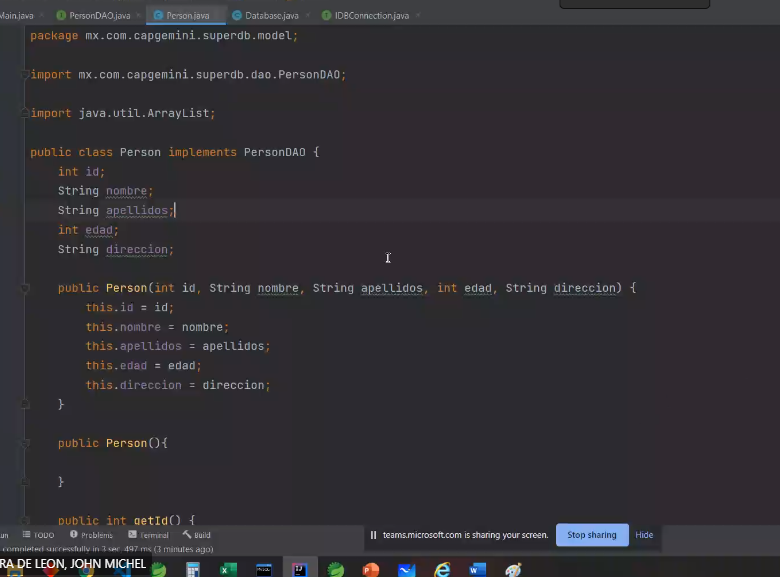 Main.java PersonDAO.java Person.java Database.java IDBConnection.java
package mx.com.capgemini.superdb.model;
import mx.com.capgemini.superdb.dao.PersonDAO;
import java.util.ArrayList;
public class Person implements PersonDAO {
int id;
String nombre;
String apellidos;
int edad;
String direccion;
public Person(int id, String nombre, String apellidos, int edad, String direccion) {
this.id = id;
this.nombre = nombre;
this.apellidos = apellidos;
this.edad = edad;
this.direccion = direccion;
}
public Person(){
}
public int getId() {
un TODO Problems Terminal Build
teams.microsoft.com is sharing your screen. Stop sharing Hide
completed successfully in 3 sec, 497 ms (3 minutes ago)
RA DE LEON, JOHN MICHEL